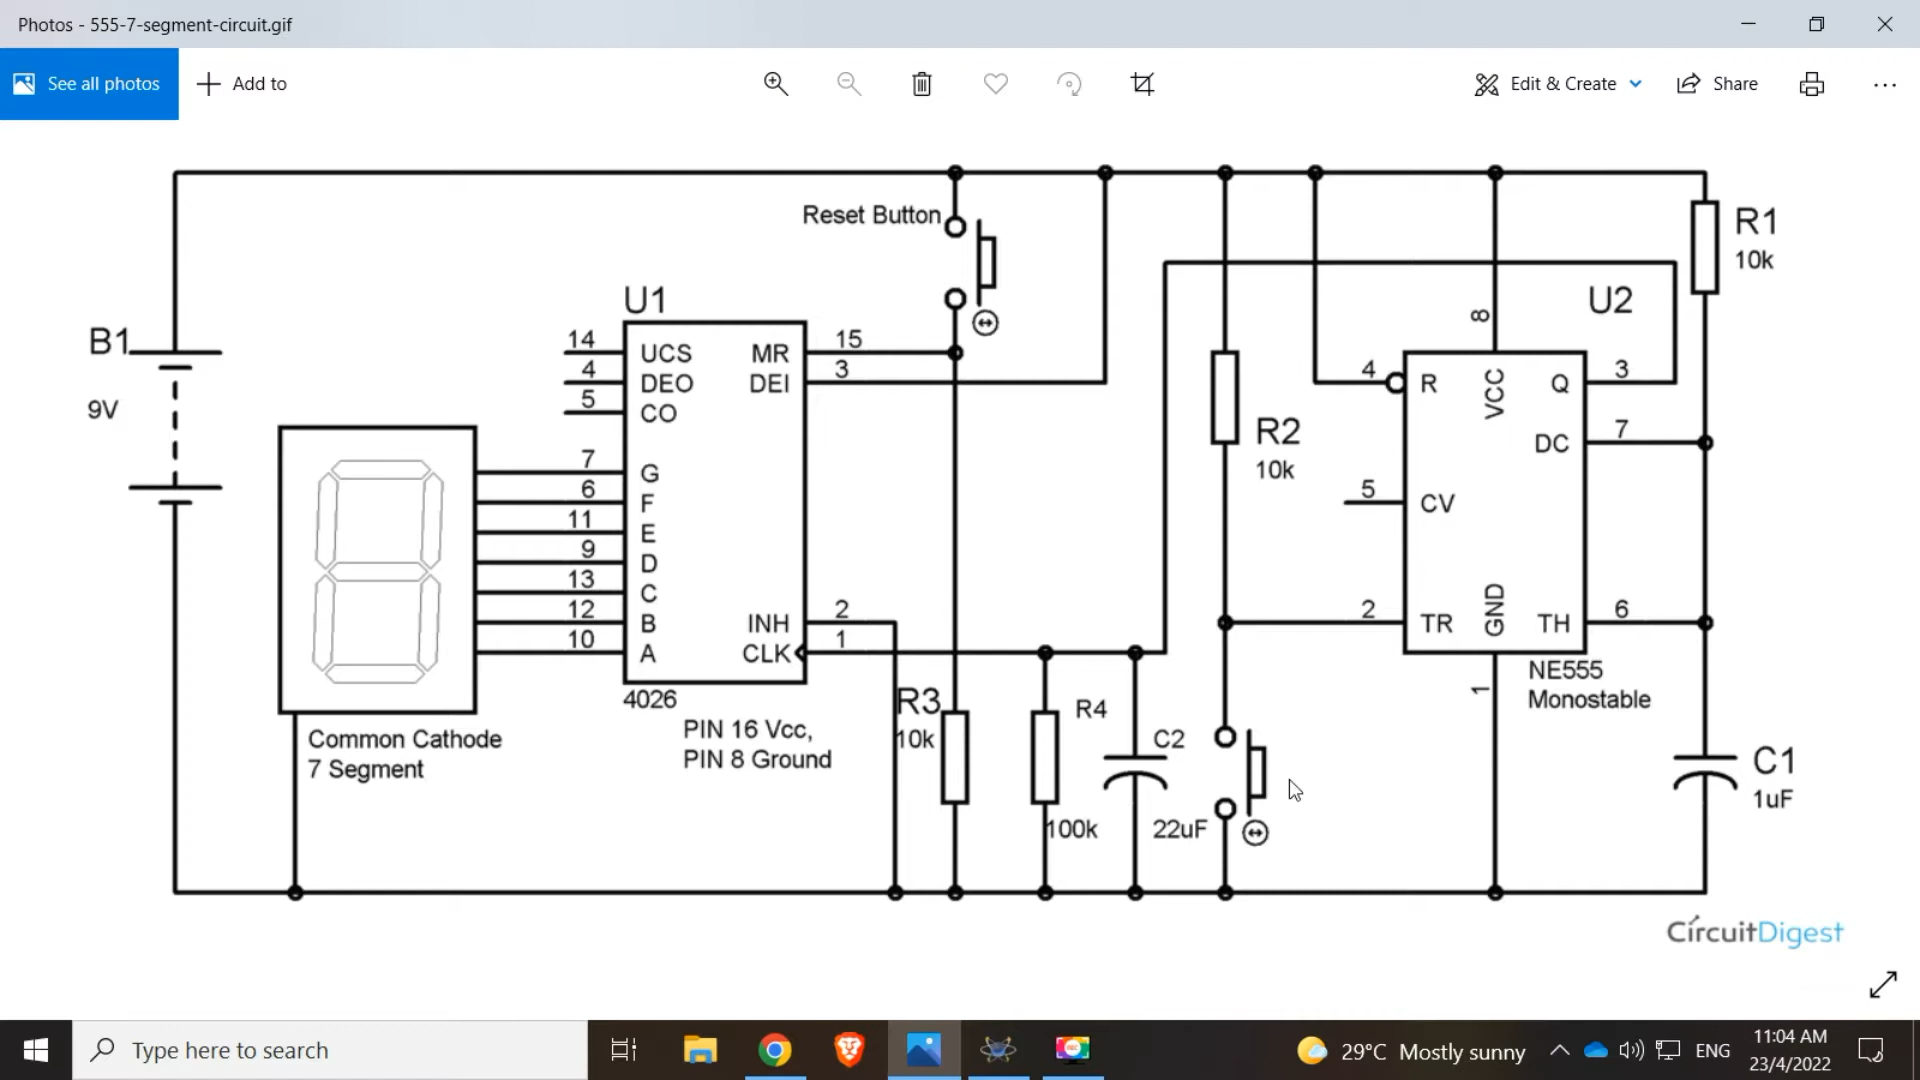 Photos - 555-7-segment-circuit.gif
See all photos
Add to
Edit & Create
Share
Reset Button
R1
10k
U1
U2
8
B1
9V
14
UCS
MR
15
4
DEO
DEI
3
5
CO
4
R
VCC
Q
3
R2
10k
DC
7
7
G
6
F
5
CV
11
E
9
D
13
C
12
B
INH
2
10
A
CLK
1
2
TR
GND
TH
6
4026
PIN 16 Vcc,
PIN 8 Ground
Common Cathode
7 Segment
R3
10k
R4
100k
C2
22uF
1
NE555
Monostable
C1
1uF
CircuitDigest
Type here to search
REC
29°C Mostly sunny
ENG
11:04 AM
23/4/2022